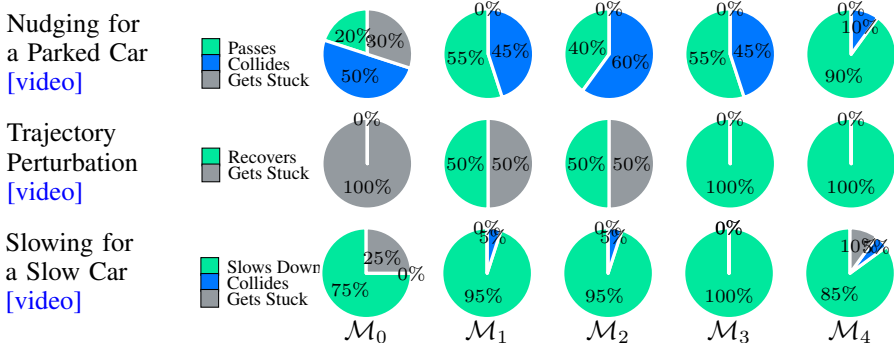 Nudging for
a Parked Car
[video]
Passes
Collides
Gets Stuck
20% 30% 50%
0% 55% 45%
0% 40% 60%
0% 55% 45%
0% 10% 90%
Trajectory
Perturbation
[video]
Recovers
Gets Stuck
0% 100%
50% 50%
50% 50%
0% 100%
0% 100%
Slowing for
a Slow Car
[video]
Slows Down
Collides
Gets Stuck
25% 0% 75%
0% 5% 95%
0% 5% 95%
0% 0% 100%
10% 5% 85%
M0 M1 M2 M3 M4